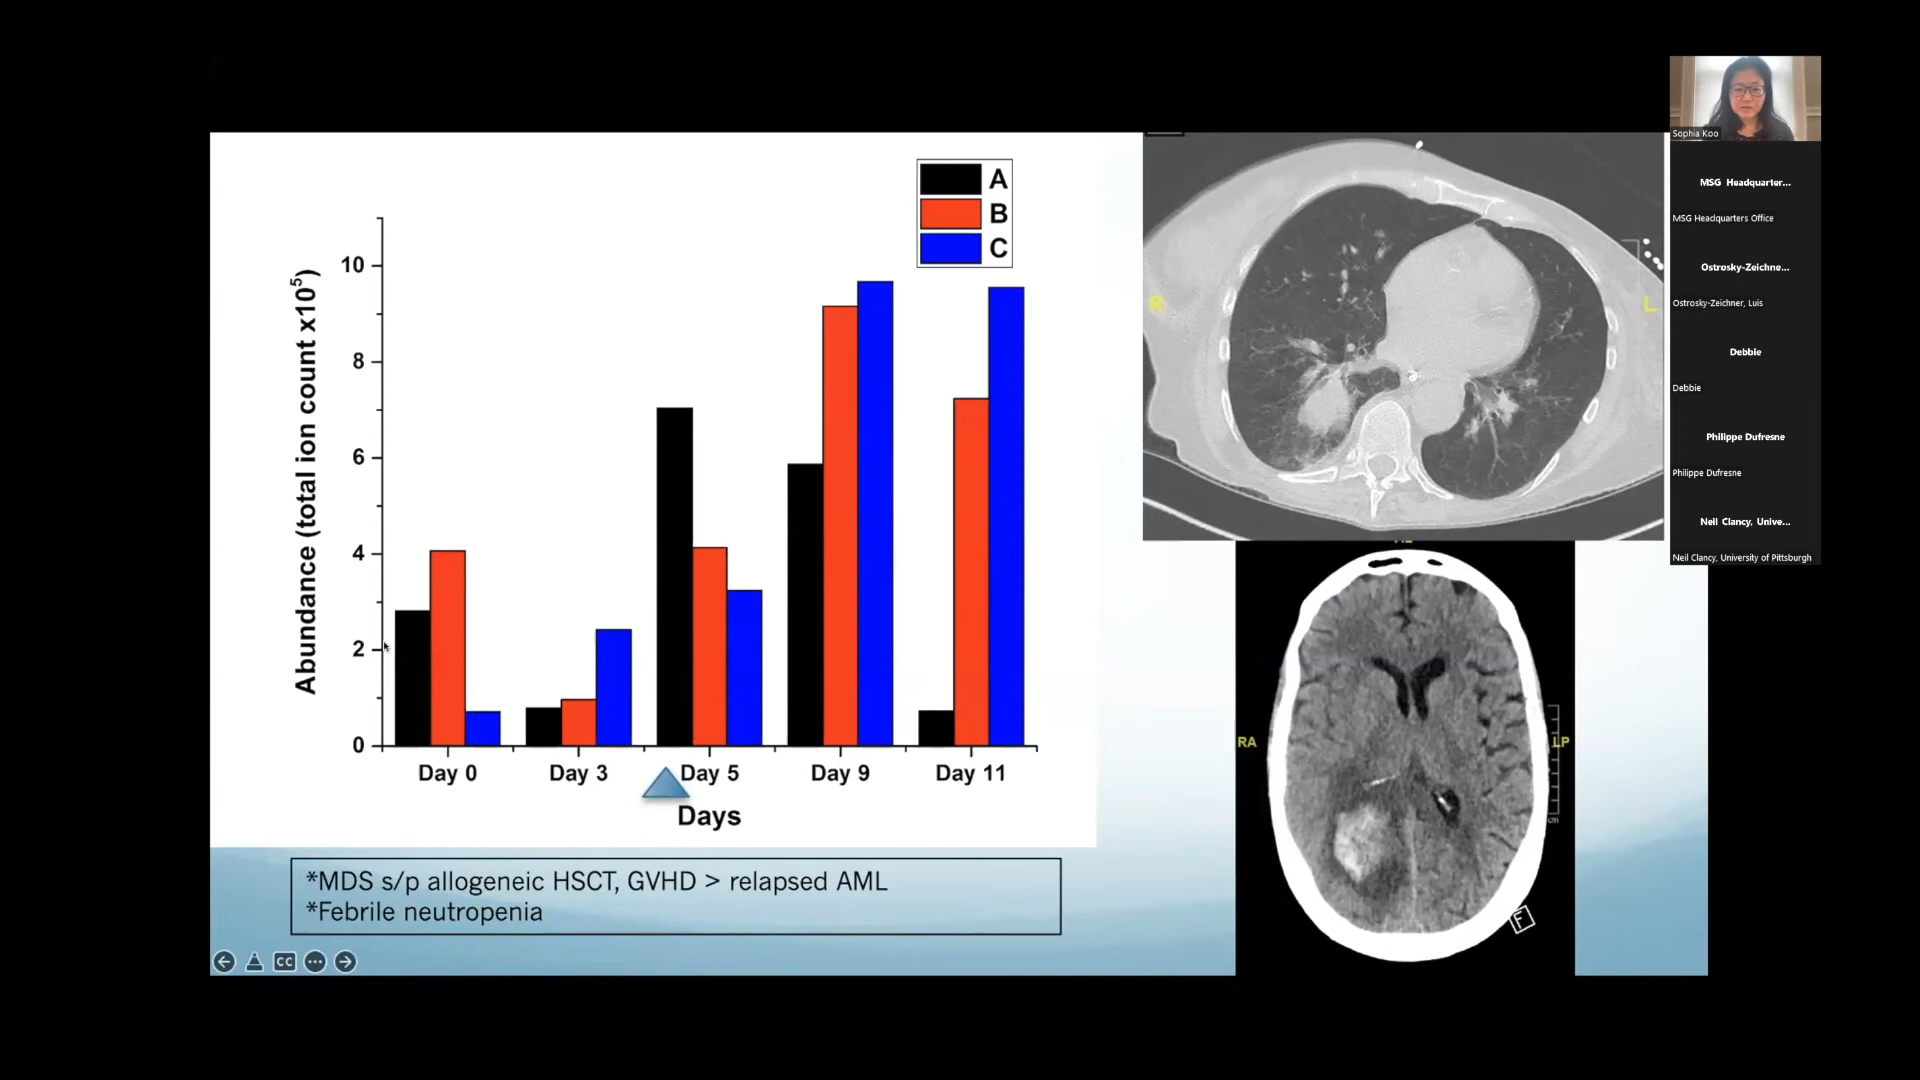 A
B
C
10
8
6
4
2
0
Abundance (total ion count x10⁵)
Day 0 Day 3 Day 5 Day 9 Day 11
Days
*MDS s/p allogeneic HSCT, GVHD > relapsed AML
*Febrile neutropenia
CC
R
L
RA
LP
cm
F
Sophia Koo
MSG Headquarter...
MSG Headquarters Office
Ostrosky-Zeichne...
Ostrosky-Zeichner, Luis
Debbie
Debbie
Philippe Dufresne
Philippe Dufresne
Neil Clancy, Unive...
Neil Clancy, University of Pittsburgh